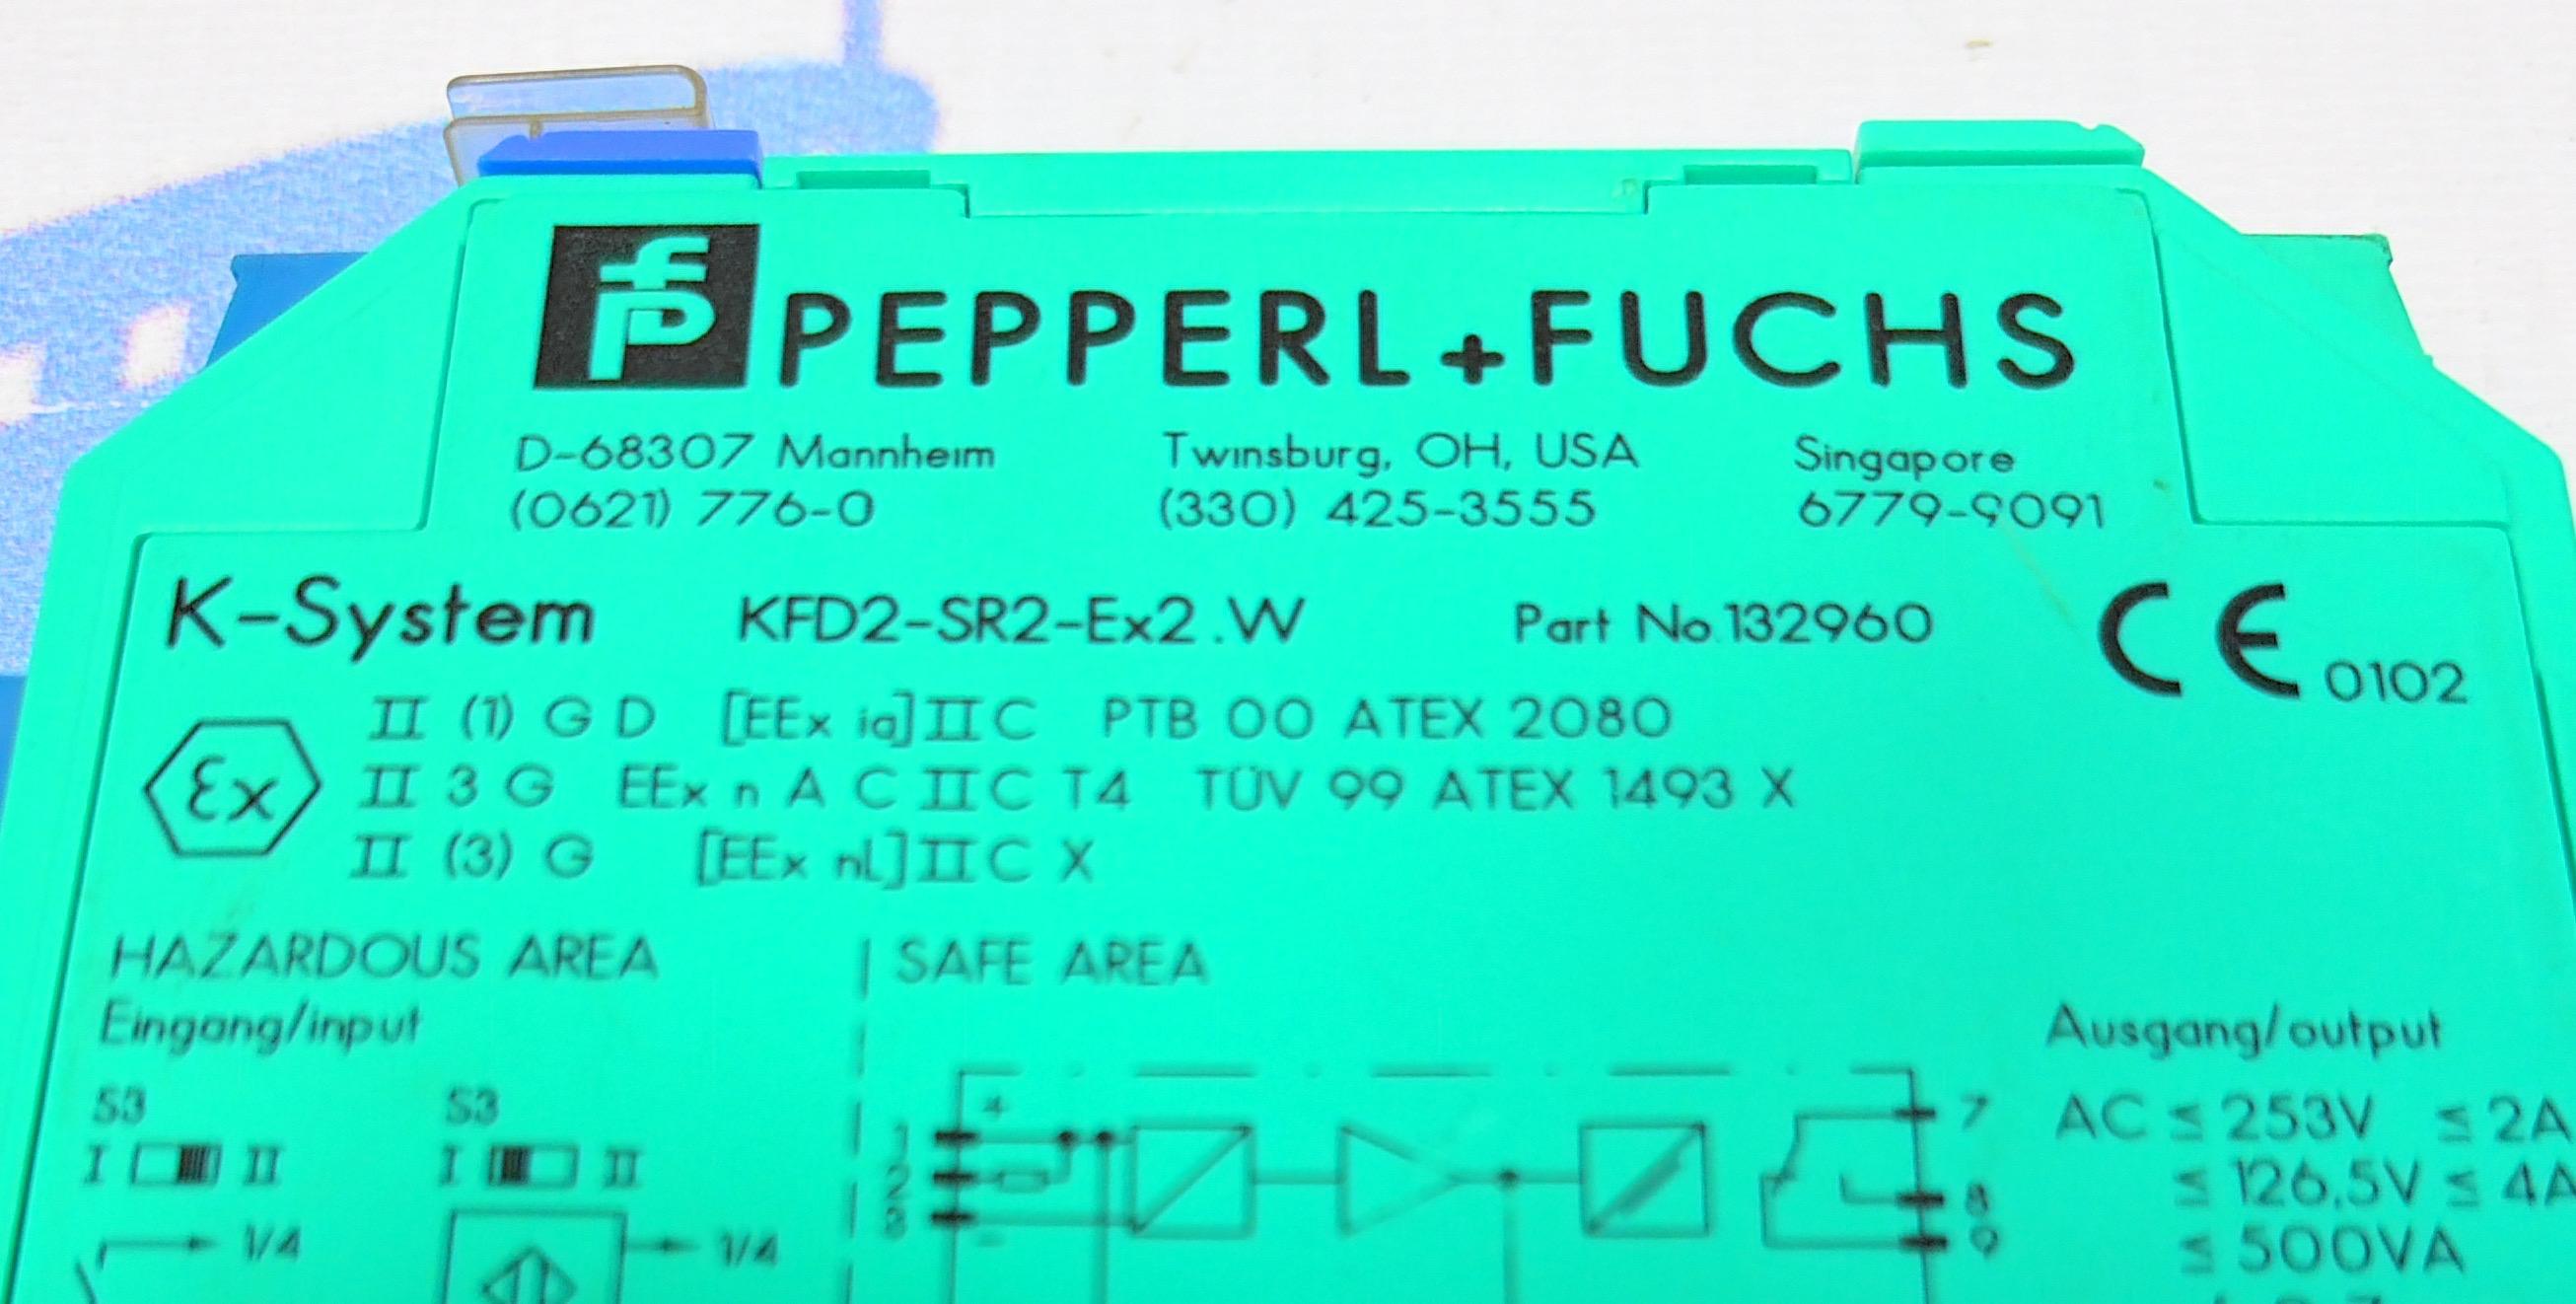 fp PEPPERL+FUCHS
D-68307 Mannheim Twinsburg, OH, USA Singapore
(0621) 776-0 (330) 425-3555 6779-9091
K-System KFD2-SR2-Ex2.W Part No.132960 CE 0102
Ex
II (1) G D [EEx ia] II C PTB 00 ATEX 2080
II 3 G EEx n A C II C T4 TÜV 99 ATEX 1493 X
II (3) G [EEx nL] II C X
HAZARDOUS AREA SAFE AREA
Eingang/input Ausgang/output
S3 S3
I II I II
1/4 1/4
1 + 7 AC ≤ 253V ≤ 2A
2 8 ≤ 126,5V ≤ 4A
3 - 9 ≤ 500VA